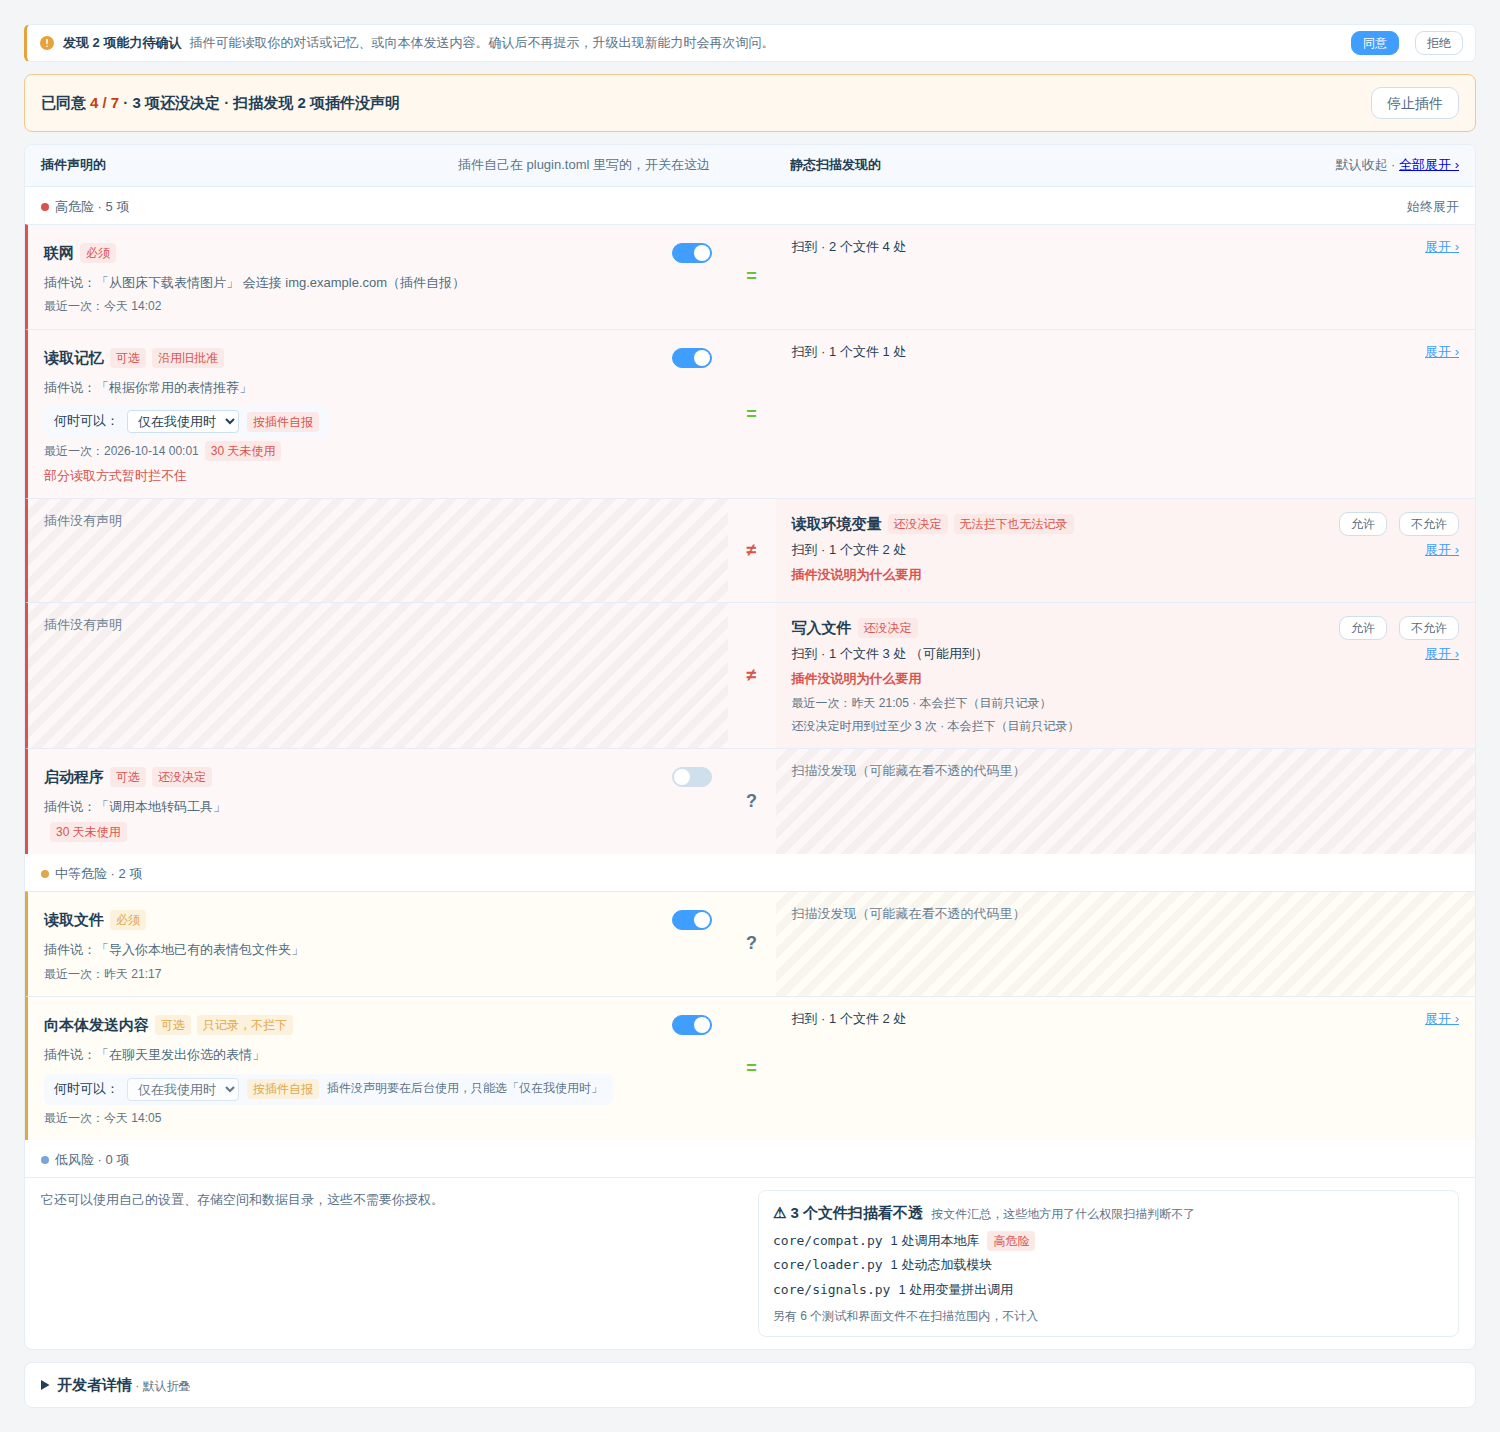 发现 2 项能力待确认 插件可能读取你的对话或记忆、或向本体发送内容。确认后不再提示，升级出现新能力时会再次询问。 同意 拒绝
已同意 4 / 7 · 3 项还没决定 · 扫描发现 2 项插件没声明 停止插件
插件声明的 插件自己在 plugin.toml 里写的，开关在这边 静态扫描发现的 默认收起 · 全部展开 ›
高危险 · 5 项 始终展开
联网 必须
扫到 · 2 个文件 4 处 展开 ›
=
插件说：「从图床下载表情图片」 会连接 img.example.com（插件自报）
最近一次：今天 14:02
读取记忆 可选 沿用旧批准
扫到 · 1 个文件 1 处 展开 ›
插件说：「根据你常用的表情推荐」
=
何时可以： 仅在我使用时 按插件自报
最近一次：2026-10-14 00:01 30 天未使用
部分读取方式暂时拦不住
插件没有声明
≠
读取环境变量 还没决定 无法拦下也无法记录 允许 不允许
扫到 · 1 个文件 2 处 展开 ›
插件没说明为什么要用
插件没有声明
≠
写入文件 还没决定 允许 不允许
扫到 · 1 个文件 3 处 （可能用到） 展开 ›
插件没说明为什么要用
最近一次：昨天 21:05 · 本会拦下（目前只记录）
还没决定时用到过至少 3 次 · 本会拦下（目前只记录）
启动程序 可选 还没决定
扫描没发现（可能藏在看不透的代码里）
?
插件说：「调用本地转码工具」
30 天未使用
中等危险 · 2 项
读取文件 必须
扫描没发现（可能藏在看不透的代码里）
?
插件说：「导入你本地已有的表情包文件夹」
最近一次：昨天 21:17
向本体发送内容 可选 只记录，不拦下
扫到 · 1 个文件 2 处 展开 ›
插件说：「在聊天里发出你选的表情」
=
何时可以： 仅在我使用时 按插件自报 插件没声明要在后台使用，只能选「仅在我使用时」
最近一次：今天 14:05
低风险 · 0 项
它还可以使用自己的设置、存储空间和数据目录，这些不需要你授权。
⚠ 3 个文件扫描看不透 按文件汇总，这些地方用了什么权限扫描判断不了
core/compat.py 1 处调用本地库 高危险
core/loader.py 1 处动态加载模块
core/signals.py 1 处用变量拼出调用
另有 6 个测试和界面文件不在扫描范围内，不计入
▶ 开发者详情 · 默认折叠